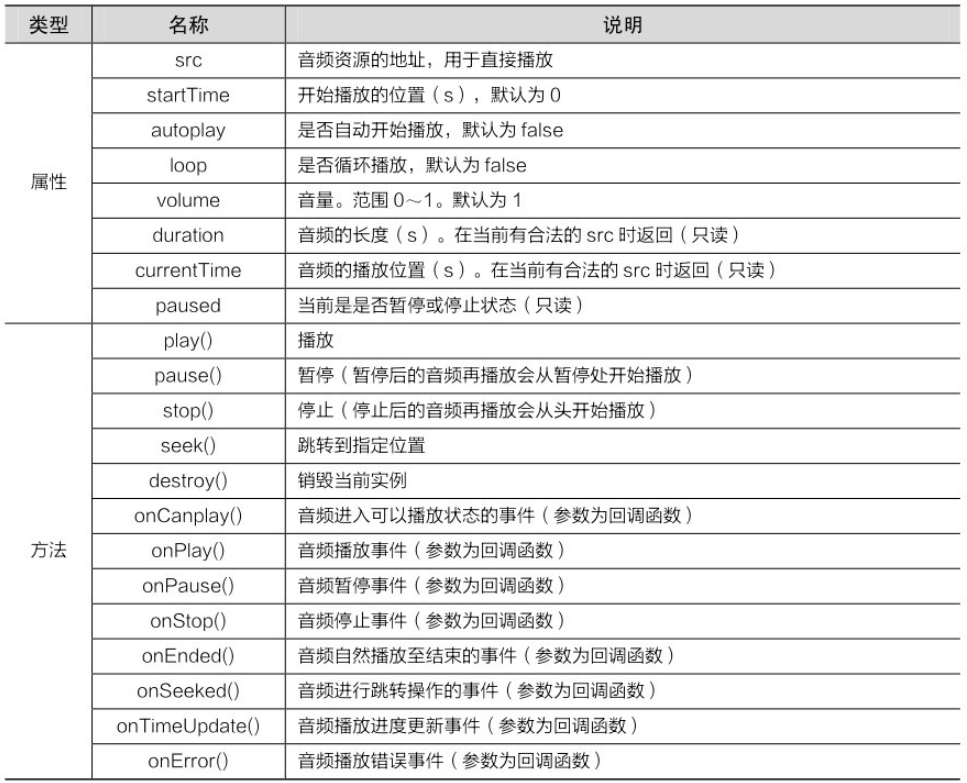 类型 名称 说明
属性
src 音频资源的地址，用于直接播放
startTime 开始播放的位置（s），默认为 0
autoplay 是否自动开始播放，默认为 false
loop 是否循环播放，默认为 false
volume 音量。范围 0～1。默认为 1
duration 音频的长度（s）。在当前有合法的 src 时返回（只读）
currentTime 音频的播放位置（s）。在当前有合法的 src 时返回（只读）
paused 当前是是否暂停或停止状态（只读）
方法
play() 播放
pause() 暂停（暂停后的音频再播放会从暂停处开始播放）
stop() 停止（停止后的音频再播放会从头开始播放）
seek() 跳转到指定位置
destroy() 销毁当前实例
onCanplay() 音频进入可以播放状态的事件（参数为回调函数）
onPlay() 音频播放事件（参数为回调函数）
onPause() 音频暂停事件（参数为回调函数）
onStop() 音频停止事件（参数为回调函数）
onEnded() 音频自然播放至结束的事件（参数为回调函数）
onSeeked() 音频进行跳转操作的事件（参数为回调函数）
onTimeUpdate() 音频播放进度更新事件（参数为回调函数）
onError() 音频播放错误事件（参数为回调函数）